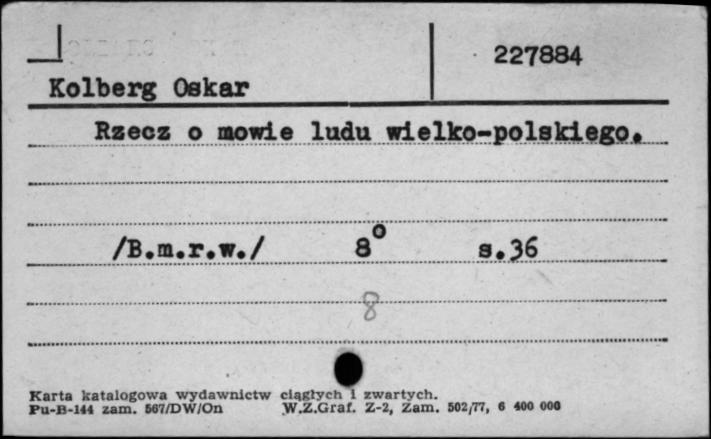 227884
Kolberg Oskar
Rzecz o mowie ludu wielko-polskiego.
/B.m.r.w./ 8° s.36
8
Karta katalogowa wydawnictw ciągłych i zwartych.
Pu-B-144 zam. 567/DW/On W.Z.Graf. Z-2, Zam. 502/77, 6 400 000